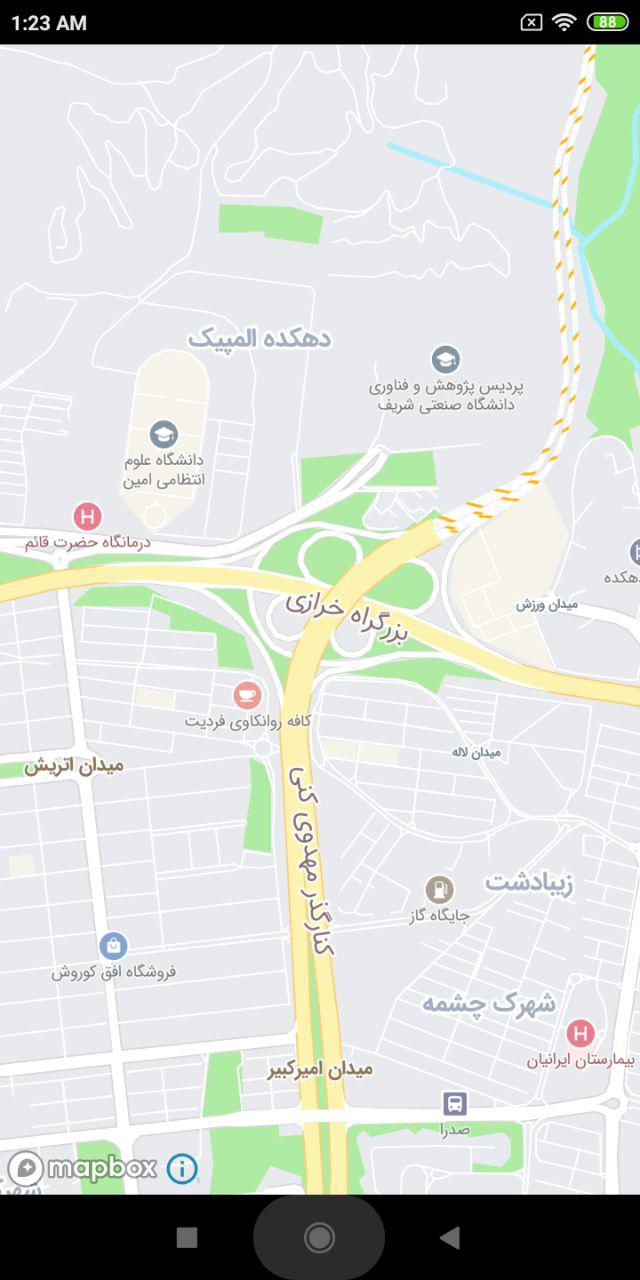 1:23 AM
88
دهکده المپیک
پردیس پژوهش و فناوری
دانشگاه صنعتی شریف
دانشگاه علوم
انتظامی امین
H
درمانگاه حضرت قائم
دهکده
میدان ورزش
بزرگراه خرازی
کافه روانکاوی فردیت
میدان لاله
میدان اتریش
کنارگذر مهدوی کنی
زیبادشت
جایگاه گاز
فروشگاه افق کوروش
شهرک چشمه
H
بیمارستان ایرانیان
میدان امیرکبیر
صدرا
mapbox
i